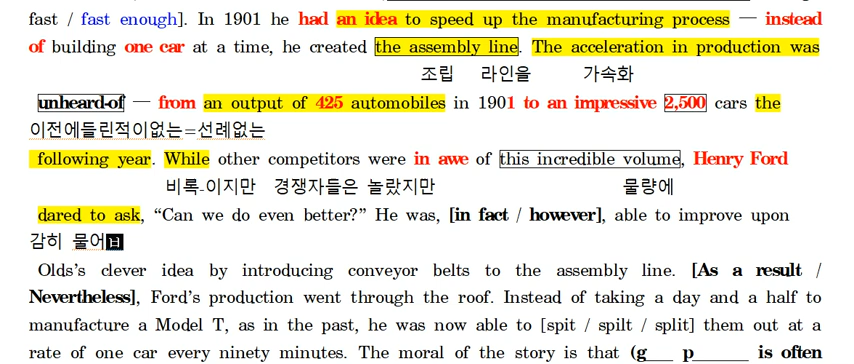 fast / fast enough]. In 1901 he had an idea to speed up the manufacturing process — instead
of building one car at a time, he created the assembly line. The acceleration in production was
조립 라인을 가속화
unheard-of — from an output of 425 automobiles in 1901 to an impressive 2,500 cars the
이전에들린적이없는=선례없는
following year. While other competitors were in awe of this incredible volume, Henry Ford
비록-이지만 경쟁자들은 놀랐지만 물량에
dared to ask, “Can we do even better?” He was, [in fact / however], able to improve upon
감히 물어ㅂ
Olds’s clever idea by introducing conveyor belts to the assembly line. [As a result /
Nevertheless], Ford’s production went through the roof. Instead of taking a day and a half to
manufacture a Model T, as in the past, he was now able to [spit / spilt / split] them out at a
rate of one car every ninety minutes. The moral of the story is that (g___ p______ is often